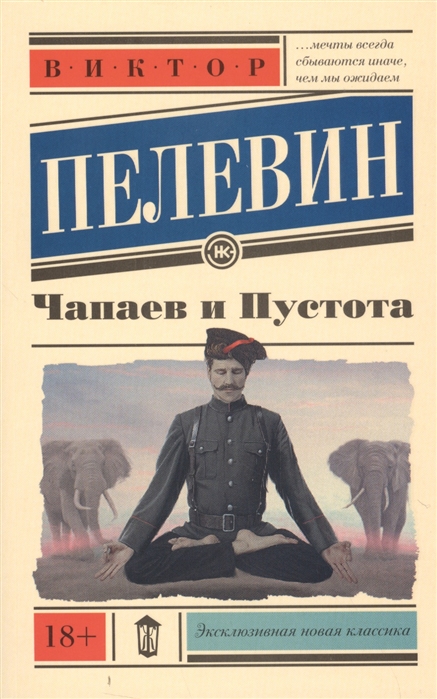 В·И·К·Т·О·Р
...мечты всегда
сбываются иначе,
чем мы ожидаем
ПЕЛЕВИН
НК
Чапаев и Пустота
18+
Ж
Эксклюзивная новая классика